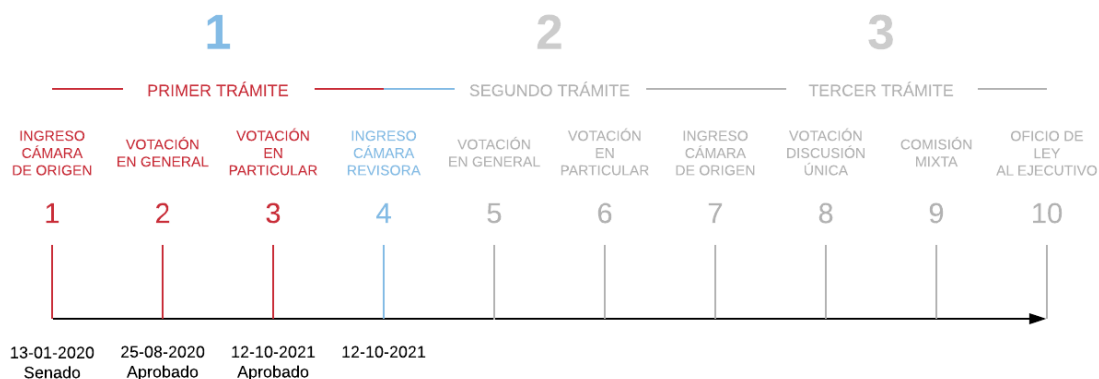 1
2
3
PRIMER TRÁMITE
SEGUNDO TRÁMITE
TERCER TRÁMITE
INGRESO
CÁMARA
DE ORIGEN
VOTACIÓN
EN GENERAL
VOTACIÓN
EN
PARTICULAR
INGRESO
CÁMARA
REVISORA
VOTACIÓN
EN GENERAL
VOTACIÓN
EN
PARTICULAR
INGRESO
CÁMARA
DE ORIGEN
VOTACIÓN
DISCUSIÓN
ÚNICA
COMISIÓN
MIXTA
OFICIO DE
LEY
AL EJECUTIVO
1
2
3
4
5
6
7
8
9
10
13-01-2020
Senado
25-08-2020
Aprobado
12-10-2021
Aprobado
12-10-2021